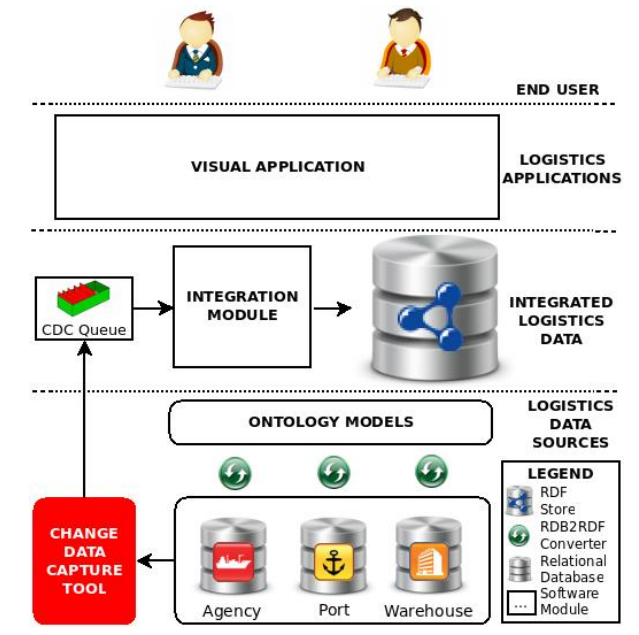 END USER
VISUAL APPLICATION
LOGISTICS
APPLICATIONS
CDC Queue
INTEGRATION
MODULE
INTEGRATED
LOGISTICS
DATA
ONTOLOGY MODELS
LOGISTICS
DATA
SOURCES
CHANGE
DATA
CAPTURE
TOOL
Agency
Port
Warehouse
LEGEND
RDF
Store
RDB2RDF
Converter
Relational
Database
... Software
Module